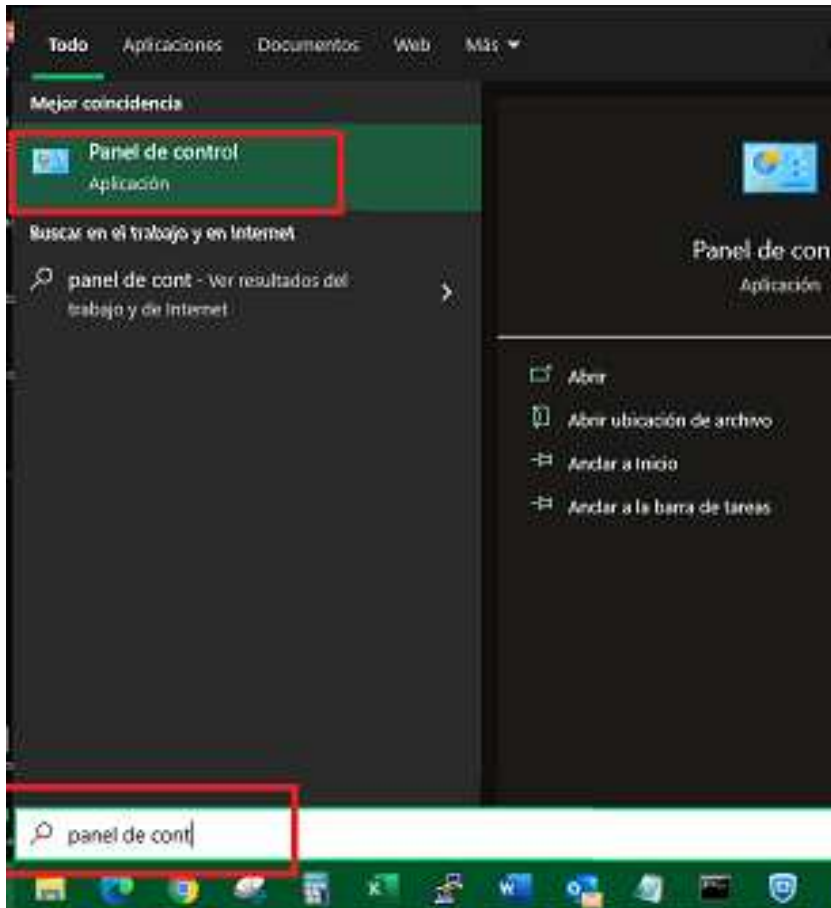 Todo Aplicaciones Documentos Web Más
Mejor coincidencia
Panel de control
Aplicación
Buscar en el trabajo y en Internet
panel de cont - Ver resultados del
trabajo y de Internet
Panel de con
Aplicación
Abrir
Abrir ubicación de archivo
Anclar a Inicio
Anclar a la barra de tareas
panel de cont